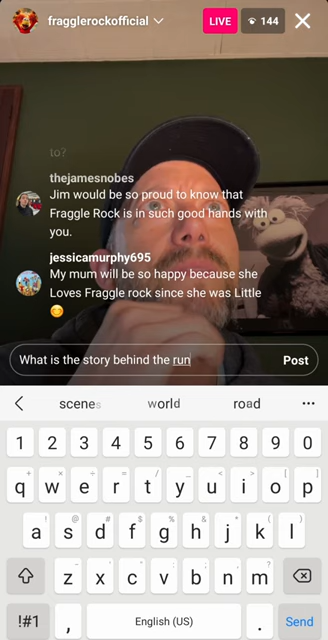 fragglerockofficial
LIVE
144
to?
thejamesnobes
Jim would be so proud to know that
Fraggle Rock is in such good hands with
you.
jessicamurphy695
My mum will be so happy because she
Loves Fraggle rock since she was Little
What is the story behind the run
Post
scenes world road
1 2 3 4 5 6 7 8 9 0
+ × ÷ = / _ < > [ ]
q w e r t y u i o p
! @ # $ % ^ & * ( )
a s d f g h j k l
- ' " : ; , ?
z x c v b n m
!#1 , English (US) . Send